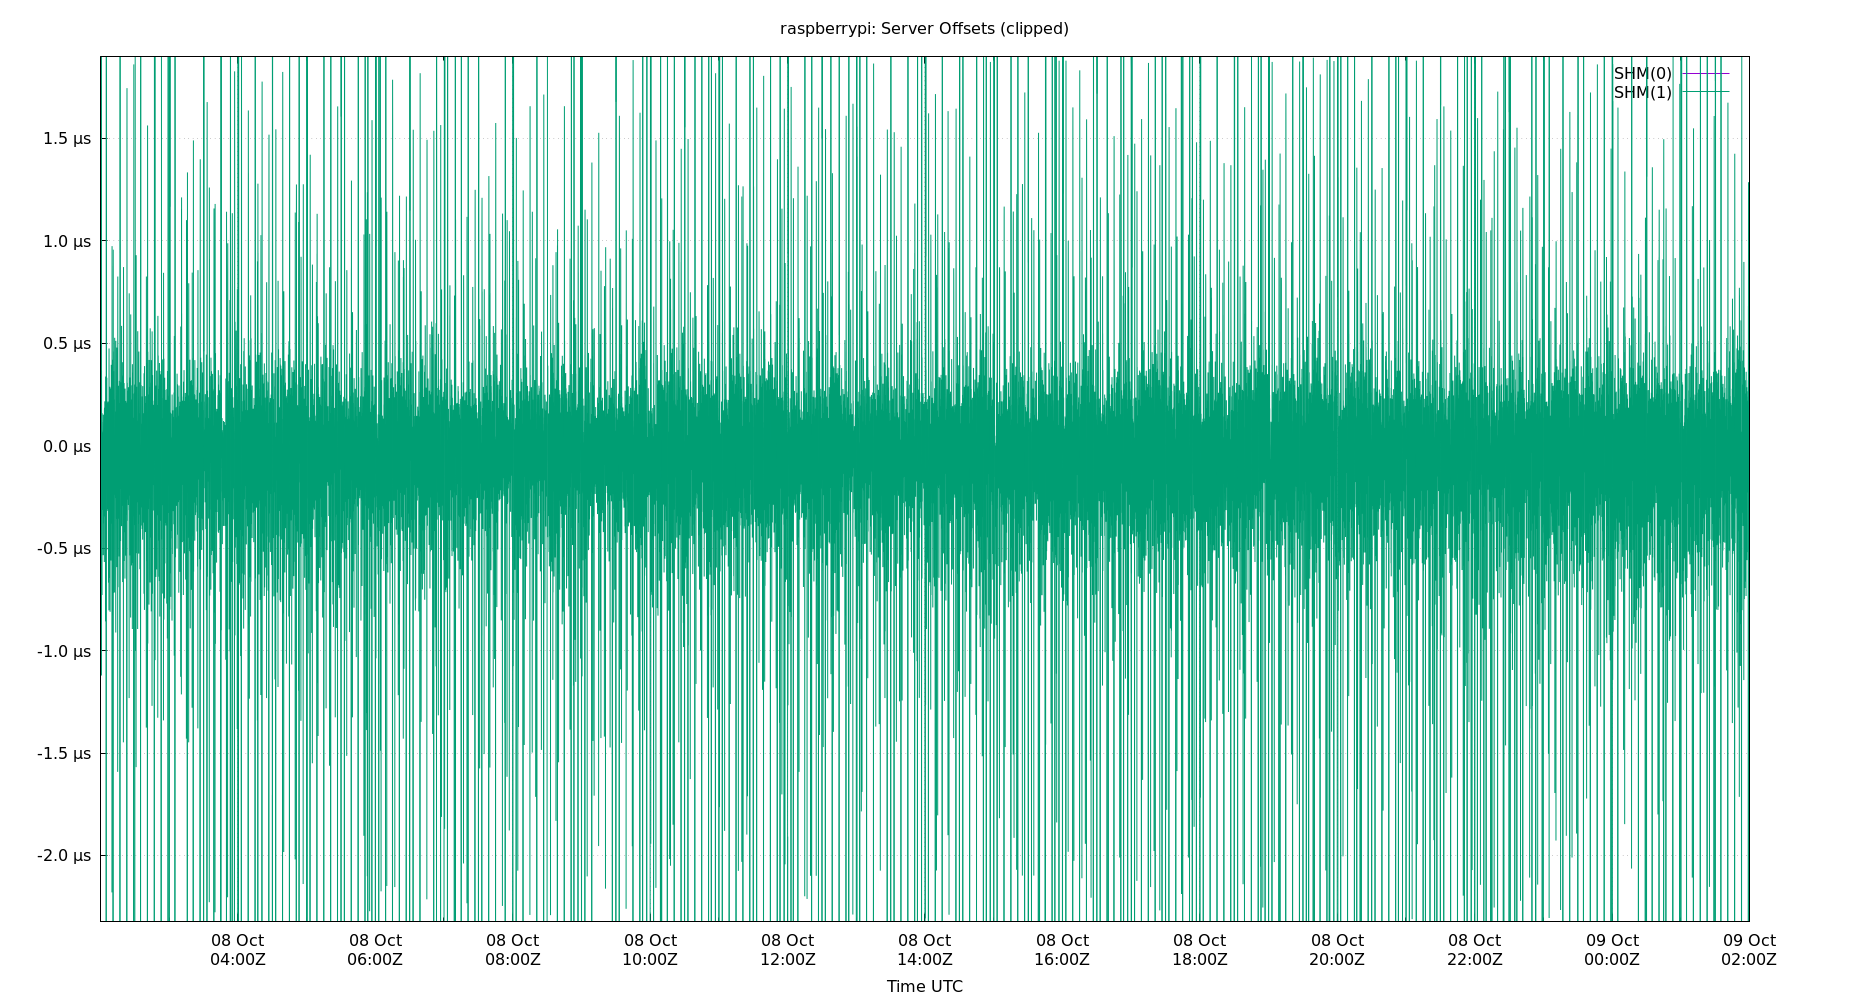 raspberrypi: Server Offsets (clipped)
SHM(0)
SHM(1)
1.5 µs
1.0 µs
0.5 µs
0.0 µs
-0.5 µs
-1.0 µs
-1.5 µs
-2.0 µs
08 Oct 08 Oct 08 Oct 08 Oct 08 Oct 08 Oct 08 Oct 08 Oct 08 Oct 08 Oct 09 Oct 09 Oct
04:00Z 06:00Z 08:00Z 10:00Z 12:00Z 14:00Z 16:00Z 18:00Z 20:00Z 22:00Z 00:00Z 02:00Z
Time UTC